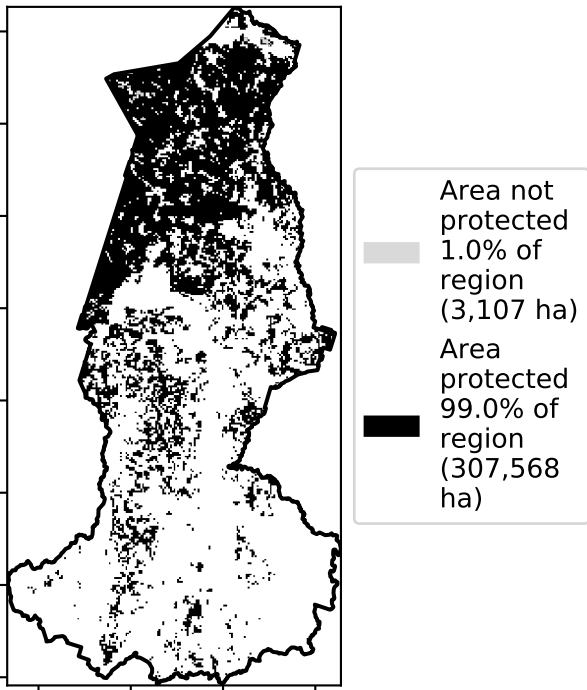 Area not
protected
1.0% of
region
(3,107 ha)
Area
protected
99.0% of
region
(307,568
ha)